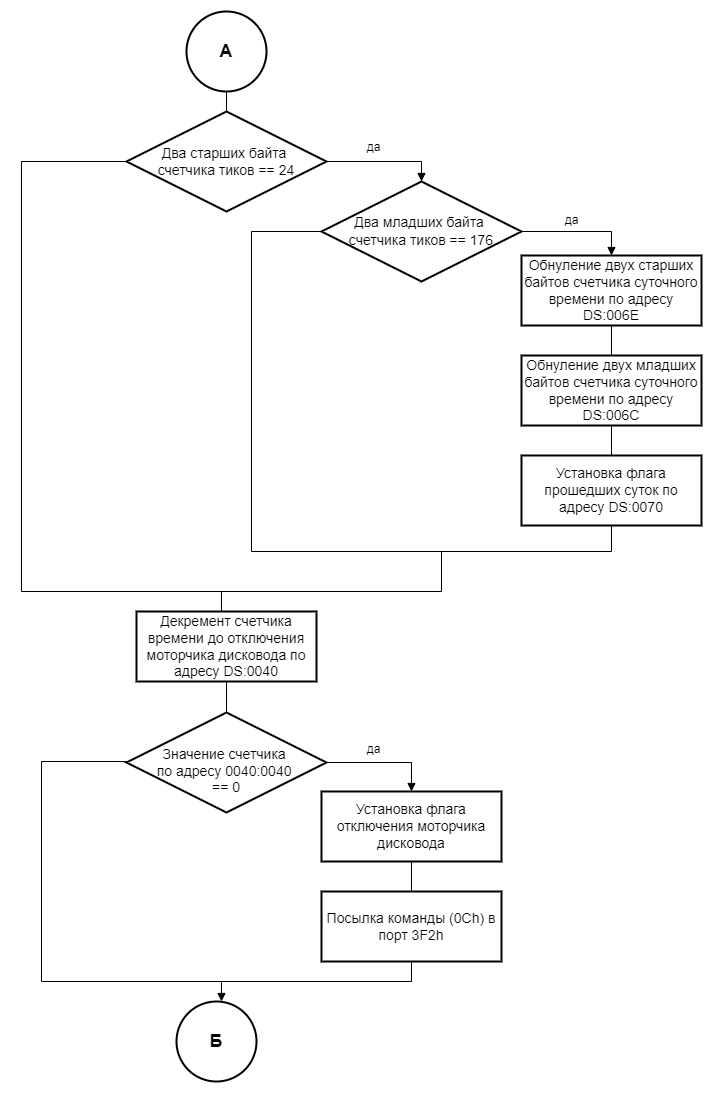 А
Два старших байта
счетчика тиков == 24
да
Два младших байта
счетчика тиков == 176
да
Обнуление двух старших
байтов счетчика суточного
времени по адресу
DS:006E
Обнуление двух младших
байтов счетчика суточного
времени по адресу
DS:006C
Установка флага
прошедших суток по
адресу DS:0070
Декремент счетчика
времени до отключения
моторчика дисковода по
адресу DS:0040
Значение счетчика
по адресу 0040:0040
== 0
да
Установка флага
отключения моторчика
дисковода
Посылка команды (0Ch) в
порт 3F2h
Б